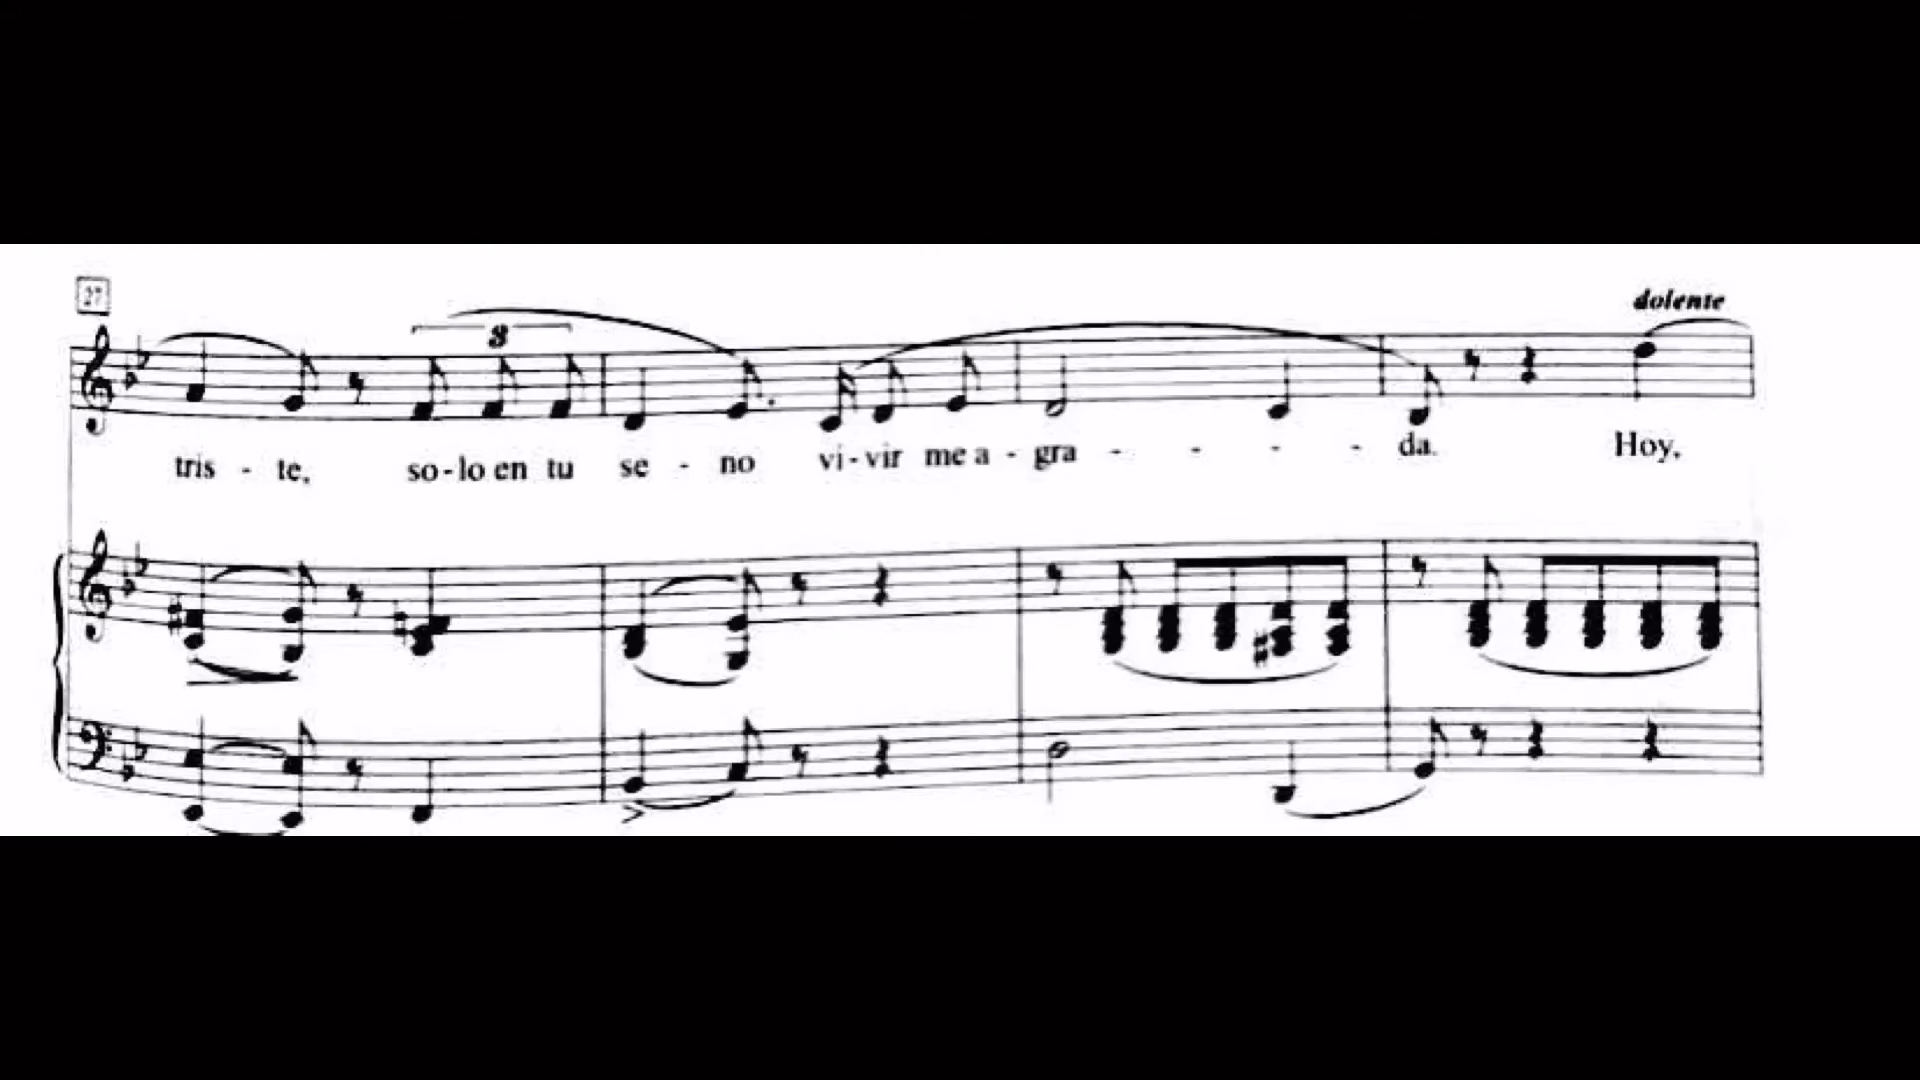 27
dolente
3
tris - te, so - lo en tu se - no vi - vir me a - gra - - - - da. Hoy,